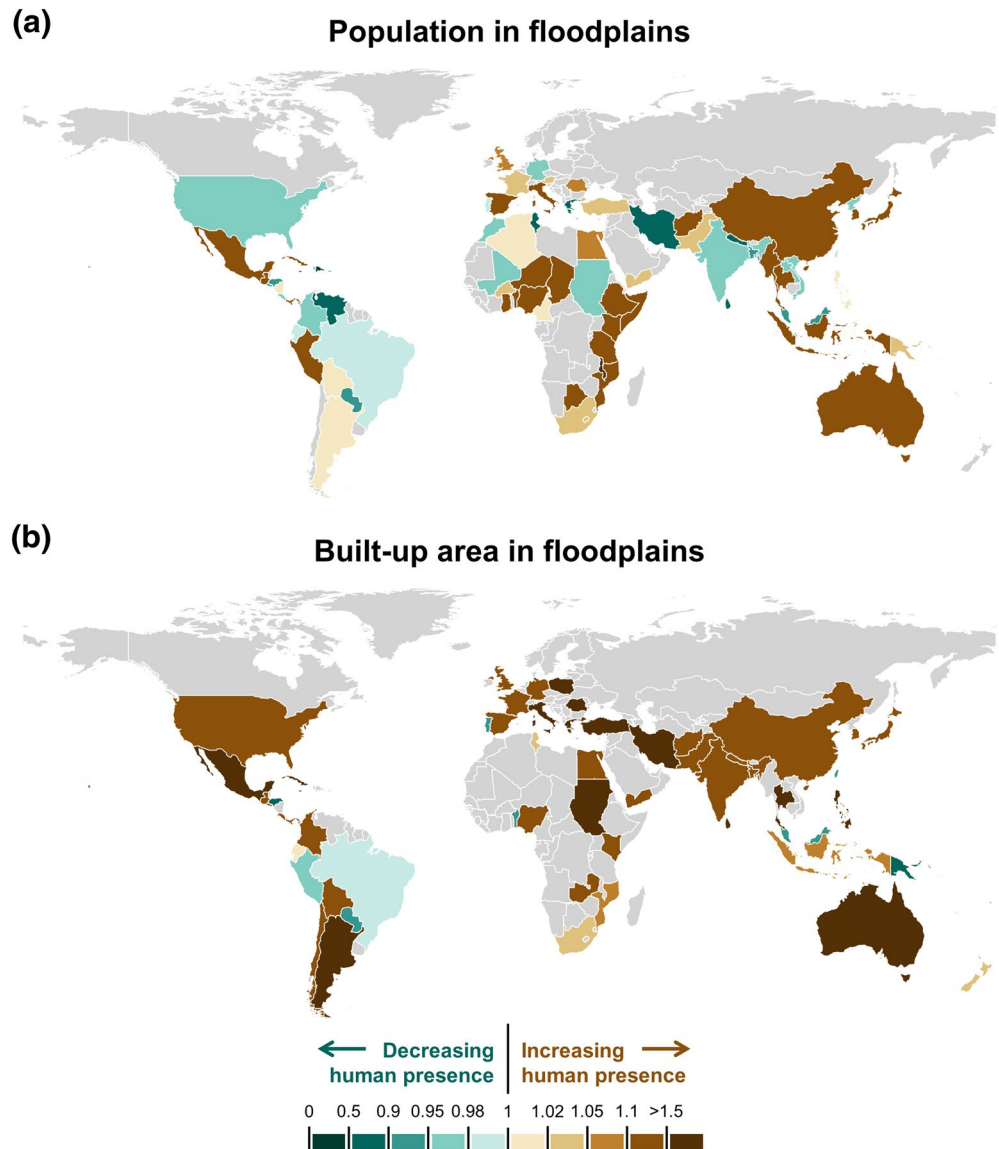 (a)
Population in floodplains
(b)
Built-up area in floodplains
Decreasing human presence
Increasing human presence
0 0.5 0.9 0.95 0.98 1 1.02 1.05 1.1 >1.5